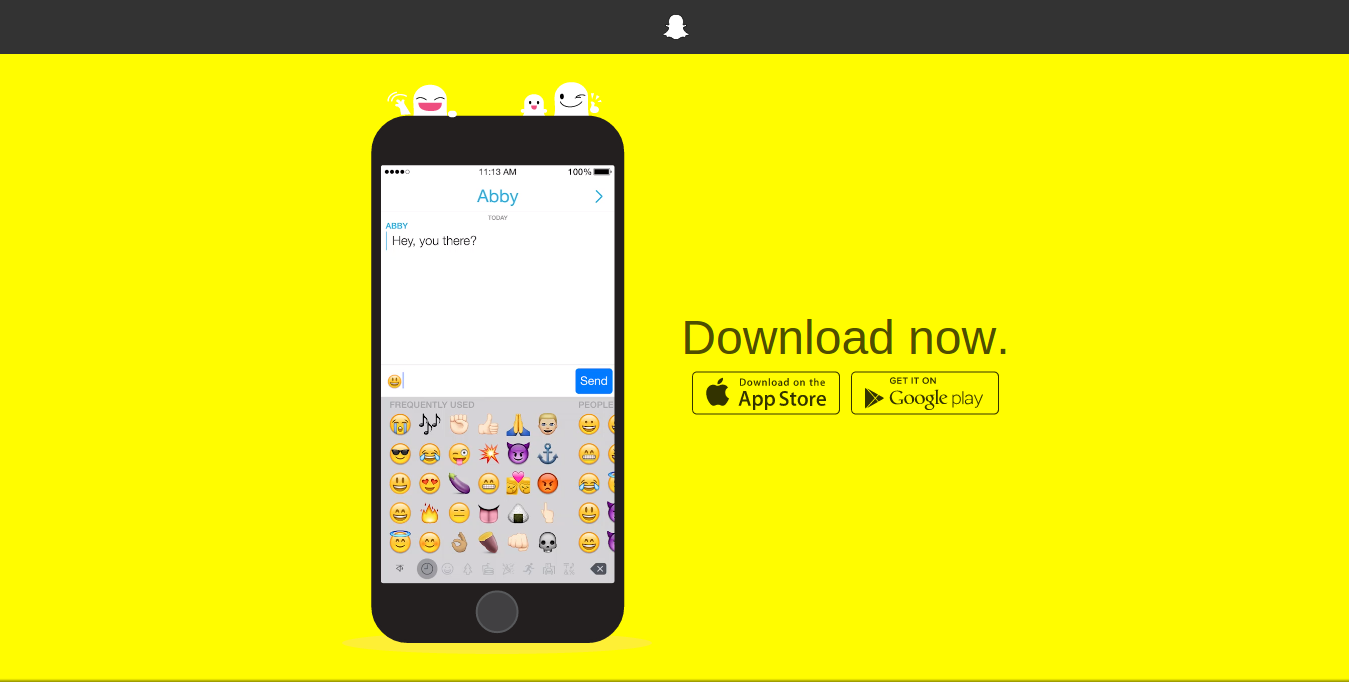 11:13 AM 100%
Abby
TODAY
ABBY
Hey, you there?
Download now.
Download on the
App Store
GET IT ON
Google play
Send
FREQUENTLY USED PEOPLE